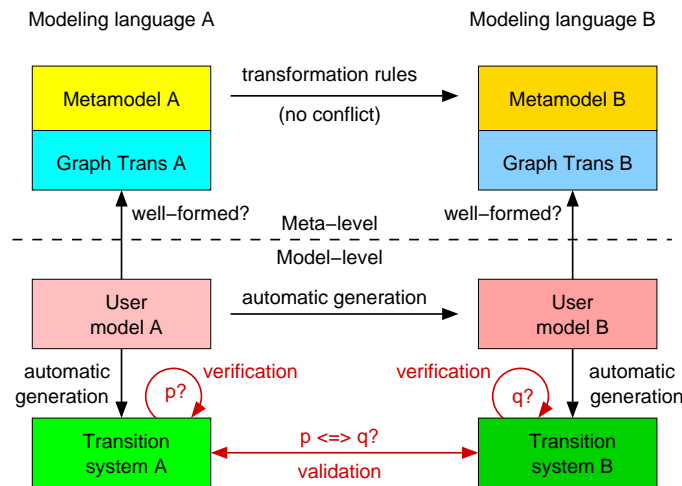 Modeling language A
Modeling language B
Metamodel A
transformation rules
Metamodel B
(no conflict)
Graph Trans A
Graph Trans B
well−formed?
well−formed?
Meta−level
Model−level
User
model A
automatic generation
User
model B
automatic
generation
p?
verification
verification
q?
automatic
generation
Transition
system A
p <=> q?
validation
Transition
system B